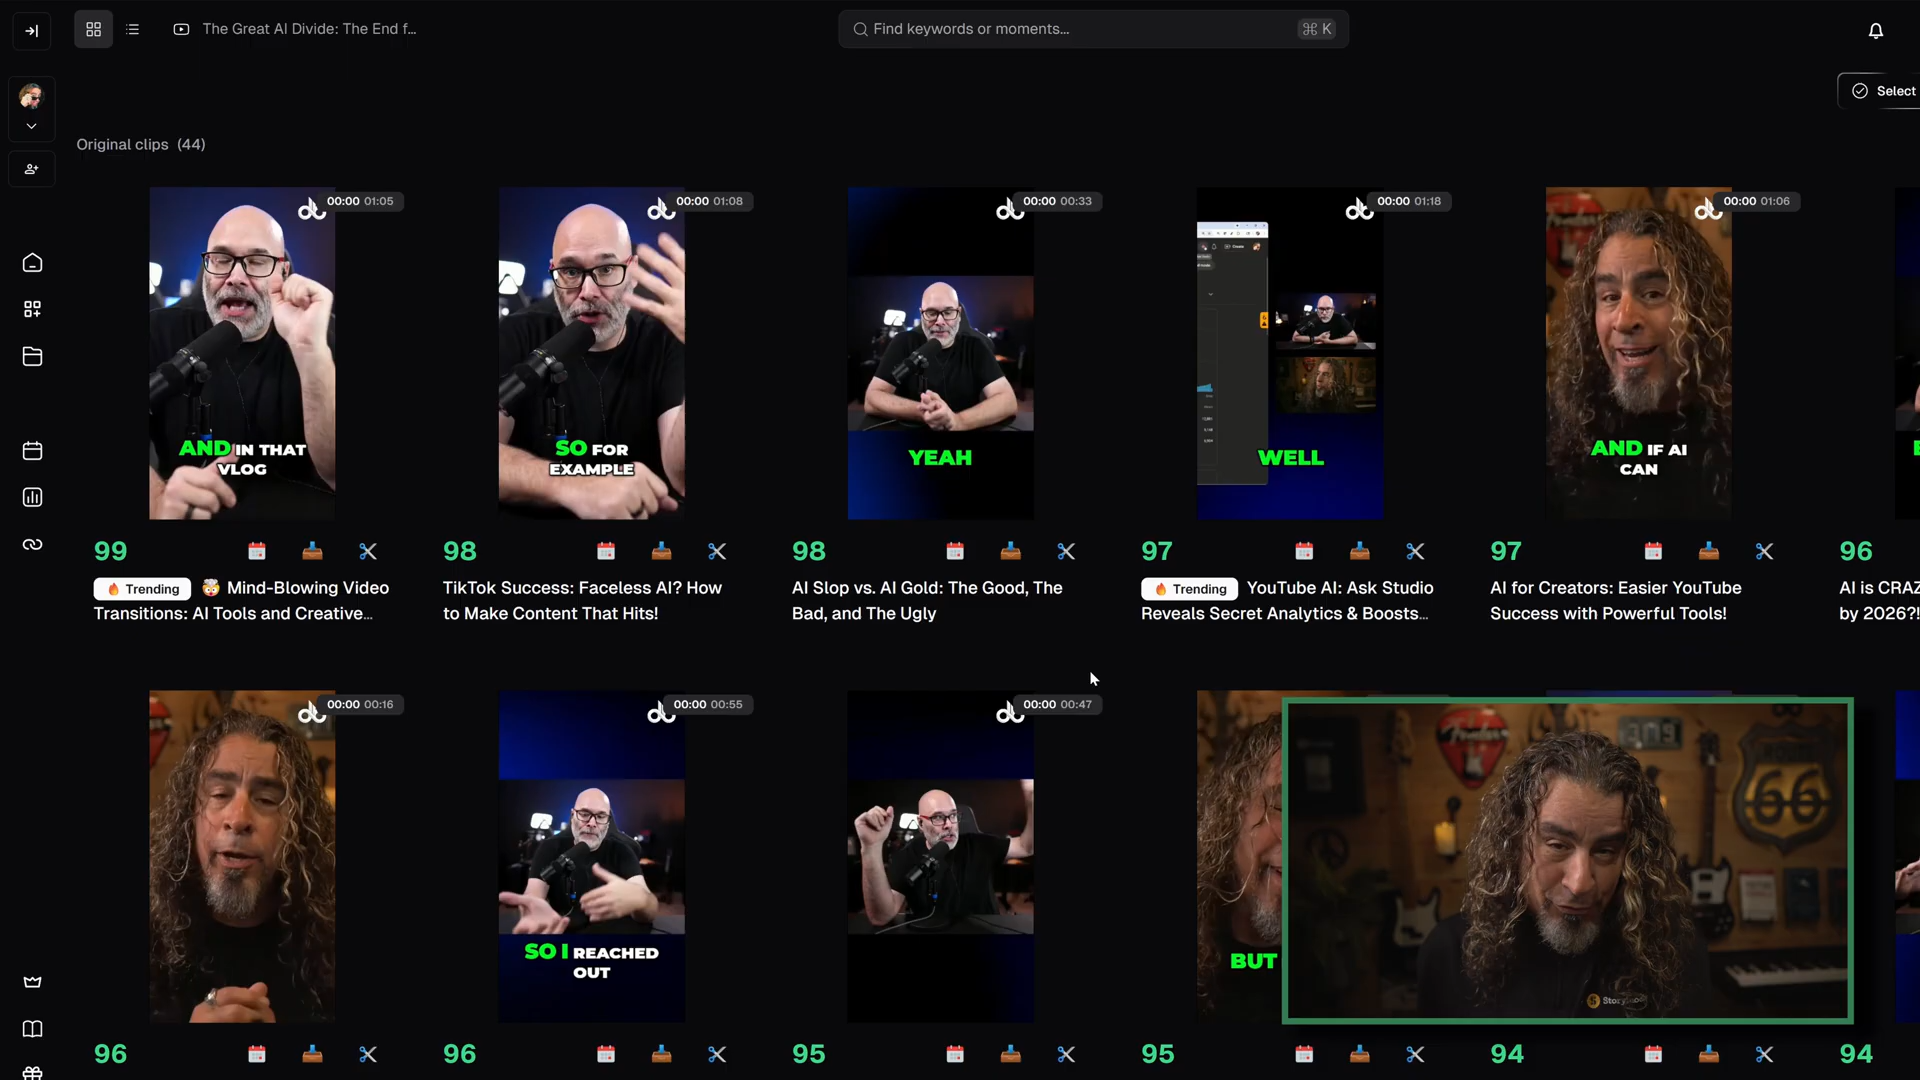 The Great AI Divide: The End f...
Find keywords or moments...
⌘ K
Select
Original clips (44)
00:00 01:05
00:00 01:08
00:00 00:33
00:00 01:18
00:00 01:06
Create
AND IN THAT
VLOG
SO FOR
EXAMPLE
YEAH
WELL
AND IF AI
CAN
99
98
98
97
97
96
Trending 🤯 Mind-Blowing Video
Transitions: AI Tools and Creative...
TikTok Success: Faceless AI? How
to Make Content That Hits!
AI Slop vs. AI Gold: The Good, The
Bad, and The Ugly
Trending YouTube AI: Ask Studio
Reveals Secret Analytics & Boosts...
AI for Creators: Easier YouTube
Success with Powerful Tools!
AI is CRAZ
by 2026?!
00:00 00:16
00:00 00:55
00:00 00:47
Fender
309
66
SO I REACHED
OUT
BUT
96
96
95
95
94
94